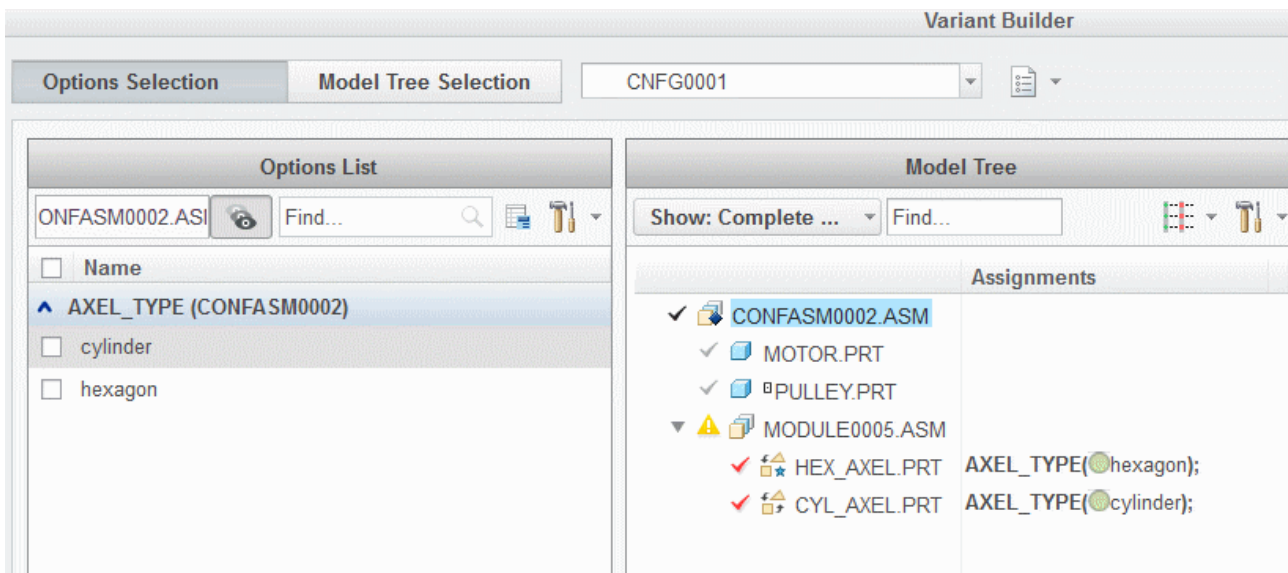 Variant Builder
Options Selection Model Tree Selection CNFG0001
Options List
ONFASM0002.ASI Find...
Name
AXEL_TYPE (CONFASM0002)
cylinder
hexagon
Model Tree
Show: Complete ... Find...
Assignments
CONFASM0002.ASM
MOTOR.PRT
PULLEY.PRT
MODULE0005.ASM
HEX_AXEL.PRT AXEL_TYPE(hexagon);
CYL_AXEL.PRT AXEL_TYPE(cylinder);